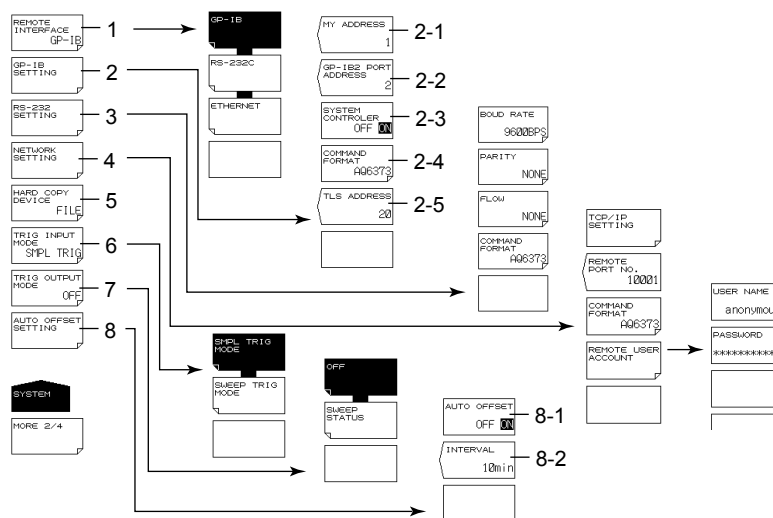 REMOTE
INTERFACE
GP-IB
1
GP-IB
SETTING
2
RS-232
SETTING
3
NETWORK
SETTING
4
HARD COPY
DEVICE
FILE
5
TRIG INPUT
MODE
SMPL TRIG
6
TRIG OUTPUT
MODE
OFF
7
AUTO OFFSET
SETTING
8
SYSTEM
MORE 2/4
GP-IB
RS-232C
ETHERNET
MY ADDRESS
1
2-1
GP-IB2 PORT
ADDRESS
2
2-2
SYSTEM
CONTROLER
OFF ON
2-3
COMMAND
FORMAT
AQ6373
2-4
TLS ADDRESS
20
2-5
BOUD RATE
9600BPS
PARITY
NONE
FLOW
NONE
COMMAND
FORMAT
AQ6373
TCP/IP
SETTING
REMOTE
PORT NO.
10001
COMMAND
FORMAT
AQ6373
REMOTE USER
ACCOUNT
USER NAME
anonymou
PASSWORD
***********
SMPL TRIG
MODE
SWEEP TRIG
MODE
OFF
SWEEP
STATUS
AUTO OFFSET
OFF ON
8-1
INTERVAL
10min
8-2